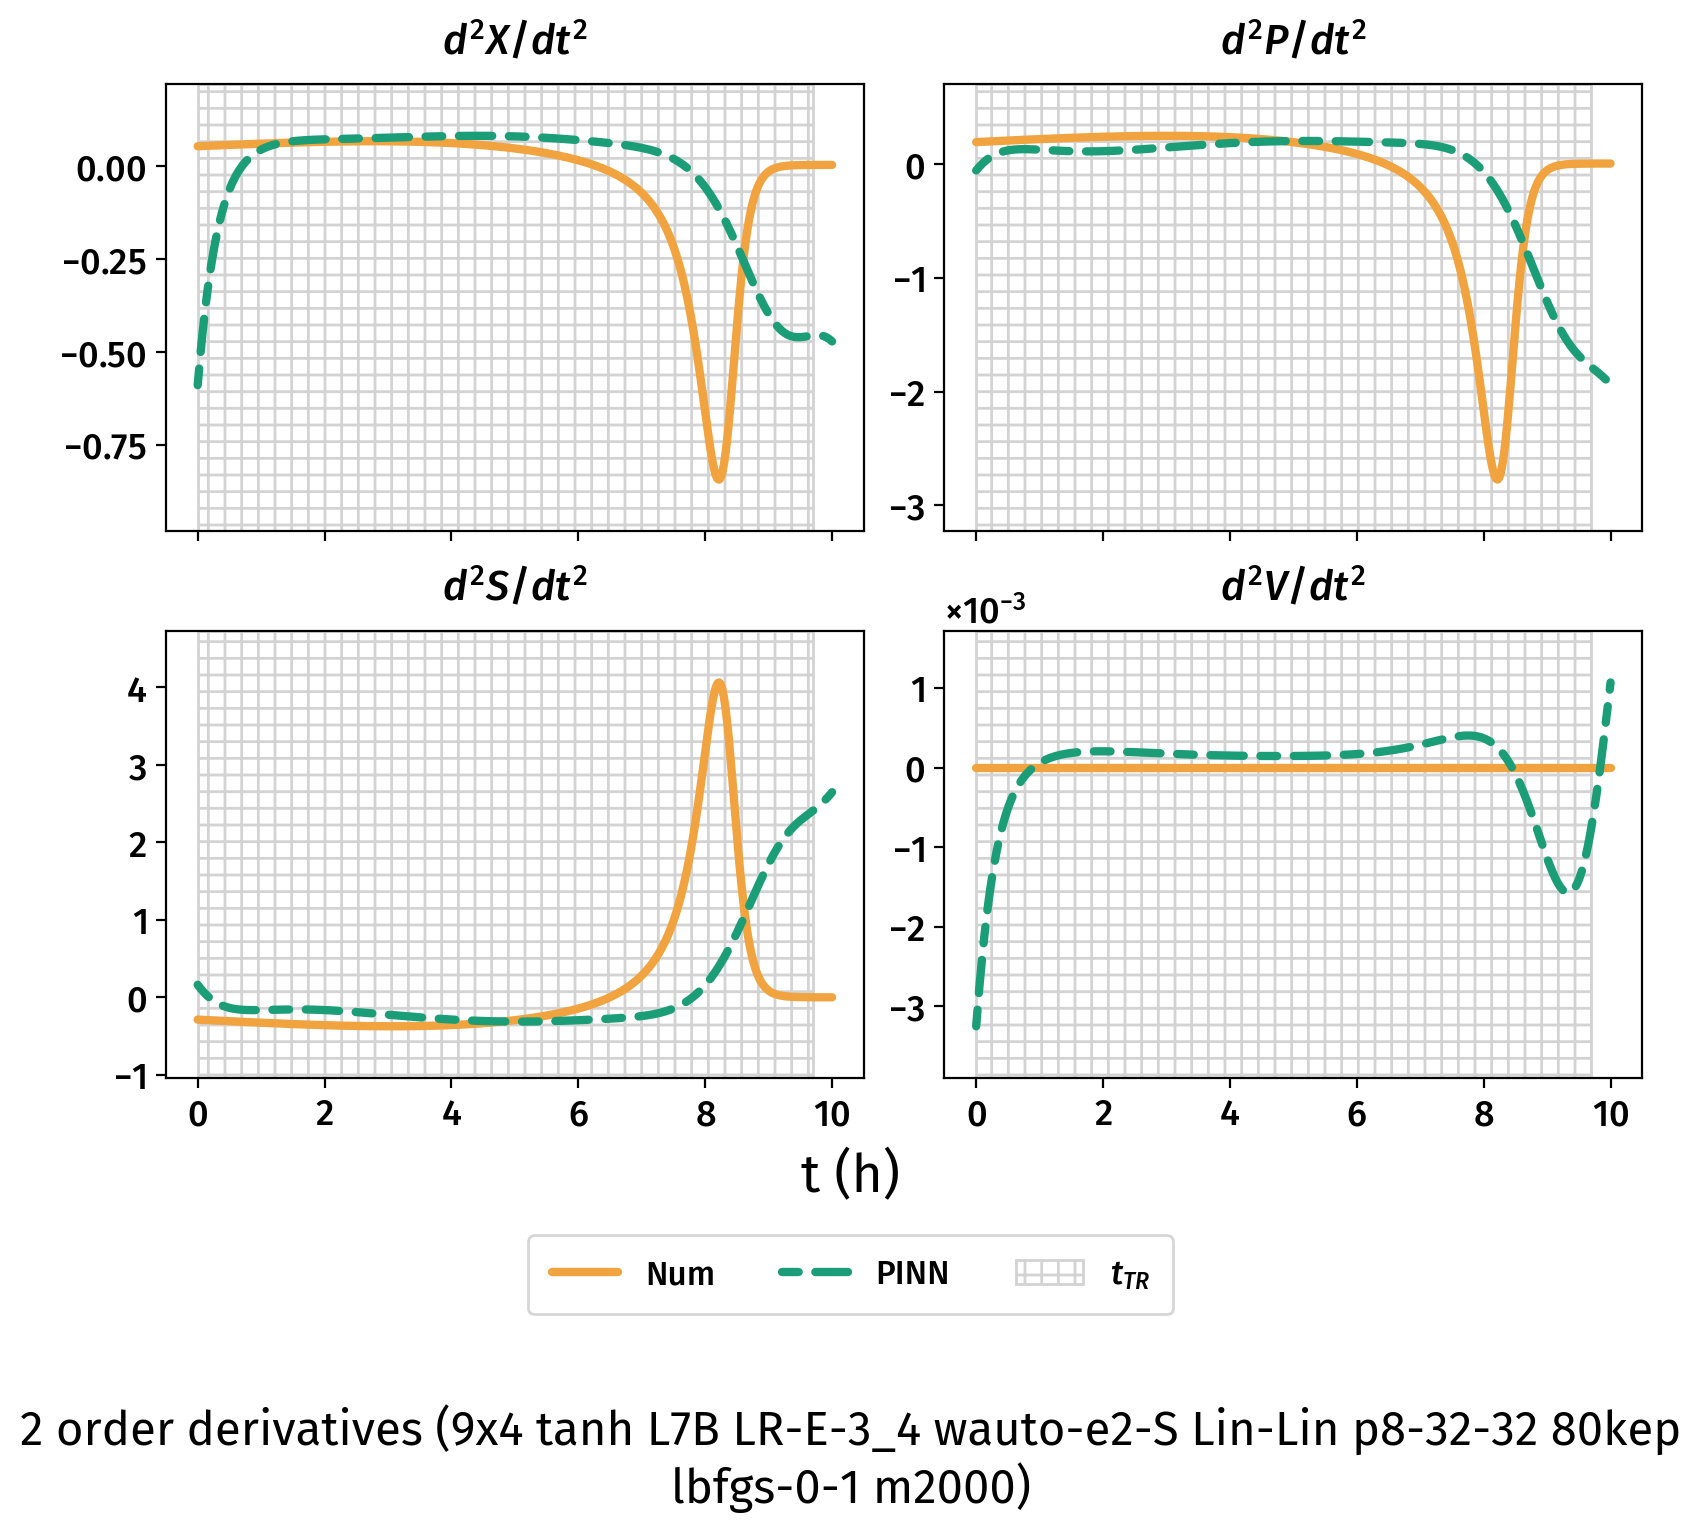 d²X/dt²
d²P/dt²
0.00
−0.25
−0.50
−0.75
0
−1
−2
−3
d²S/dt²
d²V/dt²
×10⁻³
4
3
2
1
0
−1
1
0
−1
−2
−3
0 2 4 6 8 10
0 2 4 6 8 10
t (h)
Num PINN t_TR
2 order derivatives (9x4 tanh L7B LR-E-3_4 wauto-e2-S Lin-Lin p8-32-32 80kep
lbfgs-0-1 m2000)